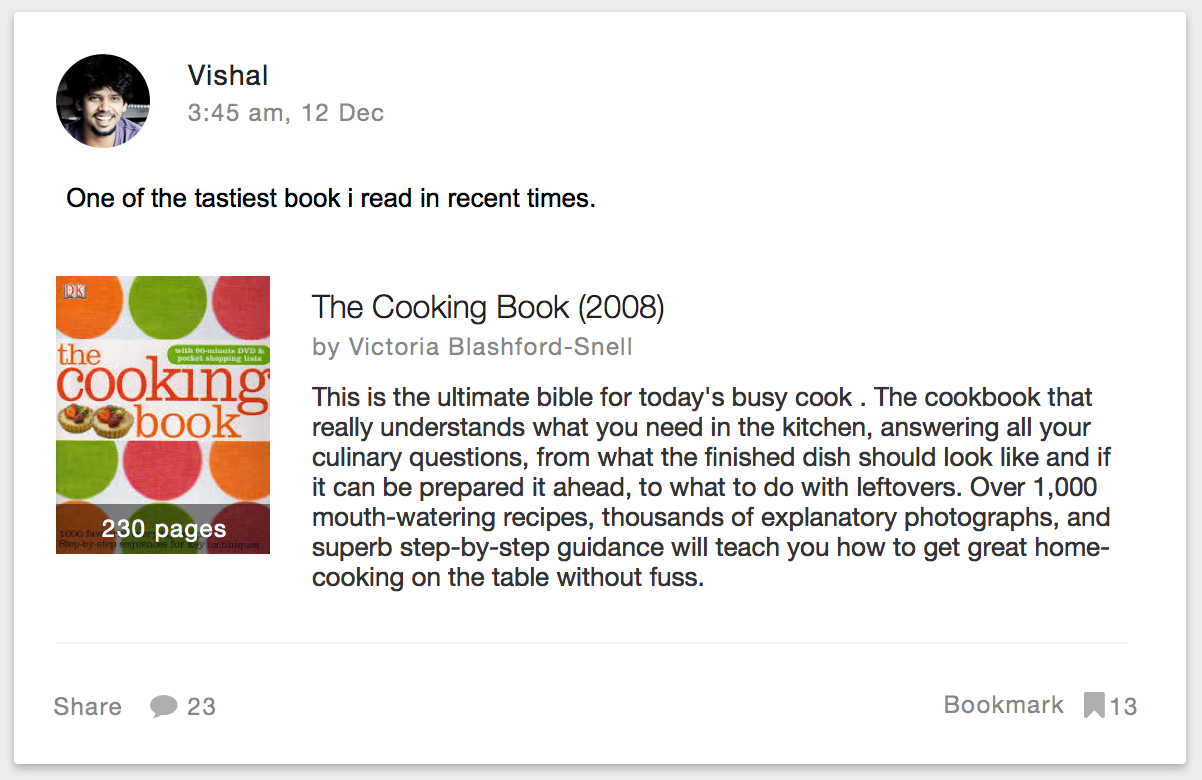 Vishal
3:45 am, 12 Dec
One of the tastiest book i read in recent times.
DK
with 60-minute DVD &
pocket shopping lists
the
cooking
book
1000
Step-by-step sequences for key techniques
230 pages
The Cooking Book (2008)
by Victoria Blashford-Snell
This is the ultimate bible for today's busy cook . The cookbook that
really understands what you need in the kitchen, answering all your
culinary questions, from what the finished dish should look like and if
it can be prepared it ahead, to what to do with leftovers. Over 1,000
mouth-watering recipes, thousands of explanatory photographs, and
superb step-by-step guidance will teach you how to get great home-
cooking on the table without fuss.
Share 23
Bookmark 13